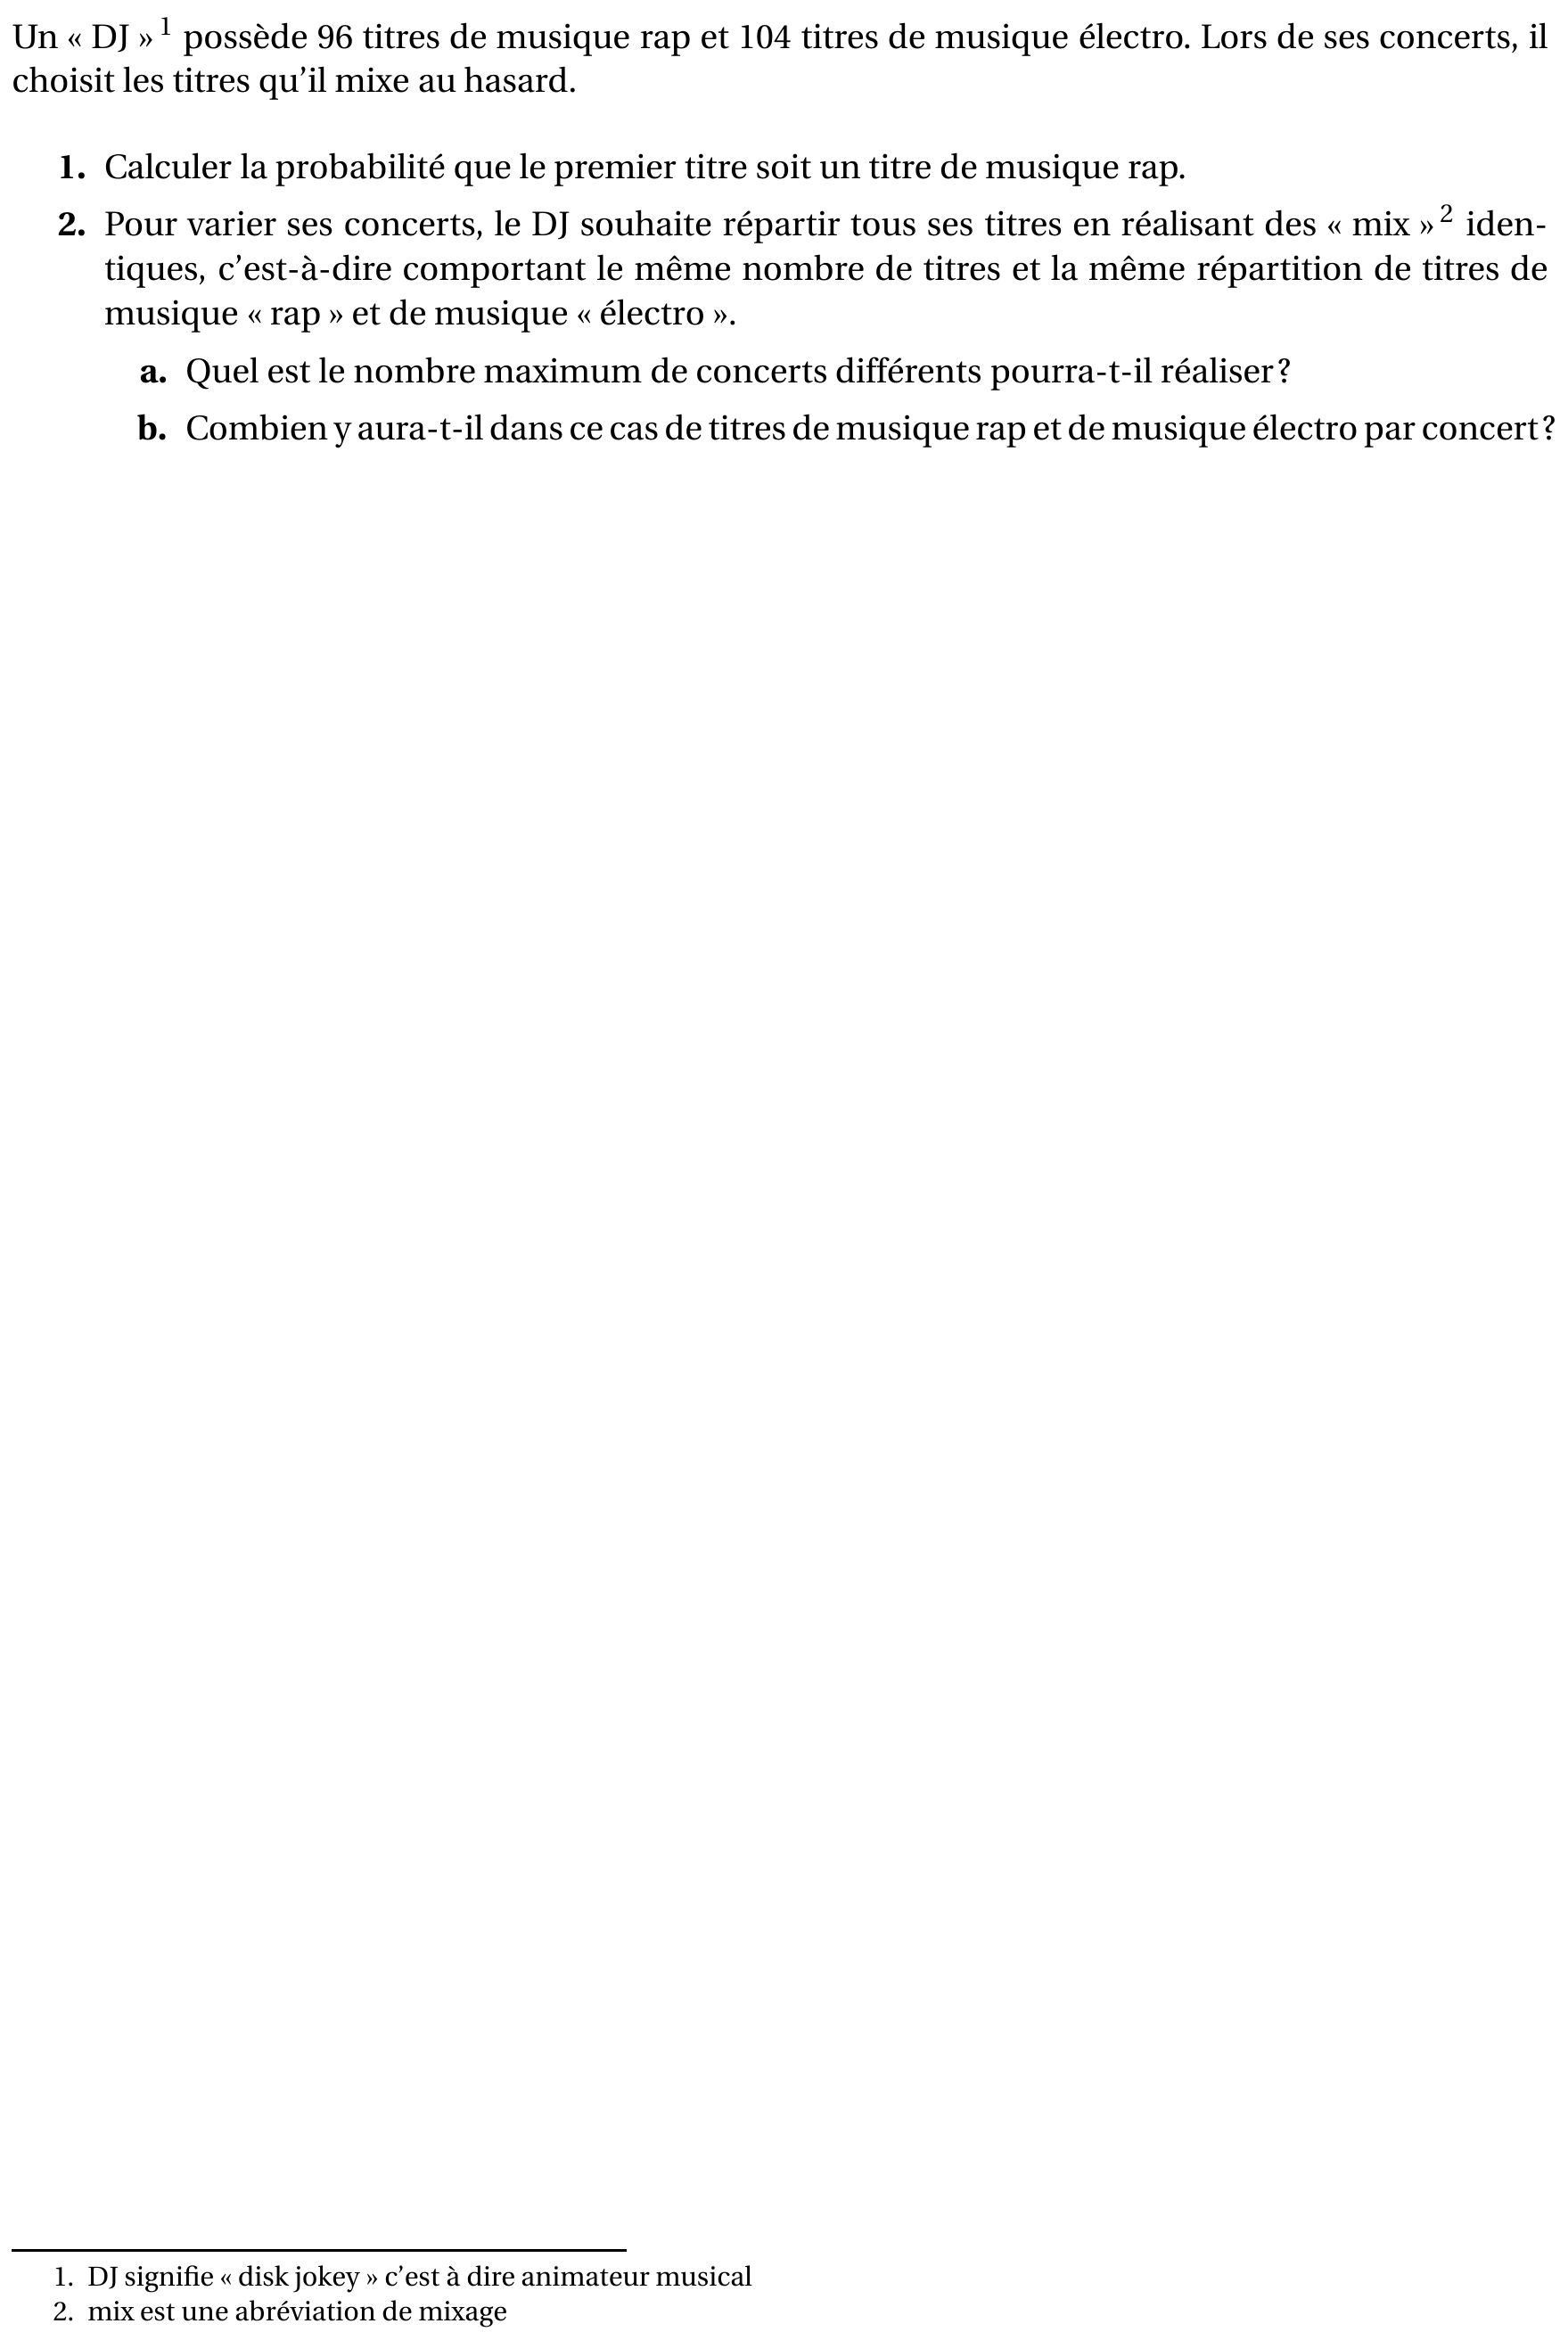 Un « DJ » 1 possède 96 titres de musique rap et 104 titres de musique électro. Lors de ses concerts, il
choisit les titres qu'il mixe au hasard.
1. Calculer la probabilité que le premier titre soit un titre de musique rap.
2. Pour varier ses concerts, le DJ souhaite répartir tous ses titres en réalisant des « mix » 2 iden-
tiques, c'est-à-dire comportant le même nombre de titres et la même répartition de titres de
musique « rap » et de musique « électro ».
a. Quel est le nombre maximum de concerts différents pourra-t-il réaliser ?
b. Combien y aura-t-il dans ce cas de titres de musique rap et de musique électro par concert ?
1. DJ signifie « disk jokey » c'est à dire animateur musical
2. mix est une abréviation de mixage